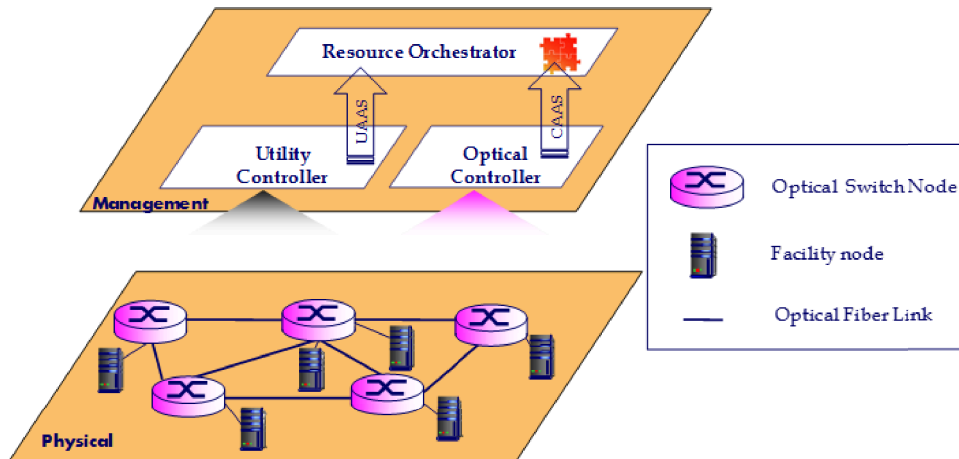 Resource Orchestrator
UAAS
CAAS
Utility
Controller
Optical
Controller
Management
Optical Switch Node
Facility node
Optical Fiber Link
Physical